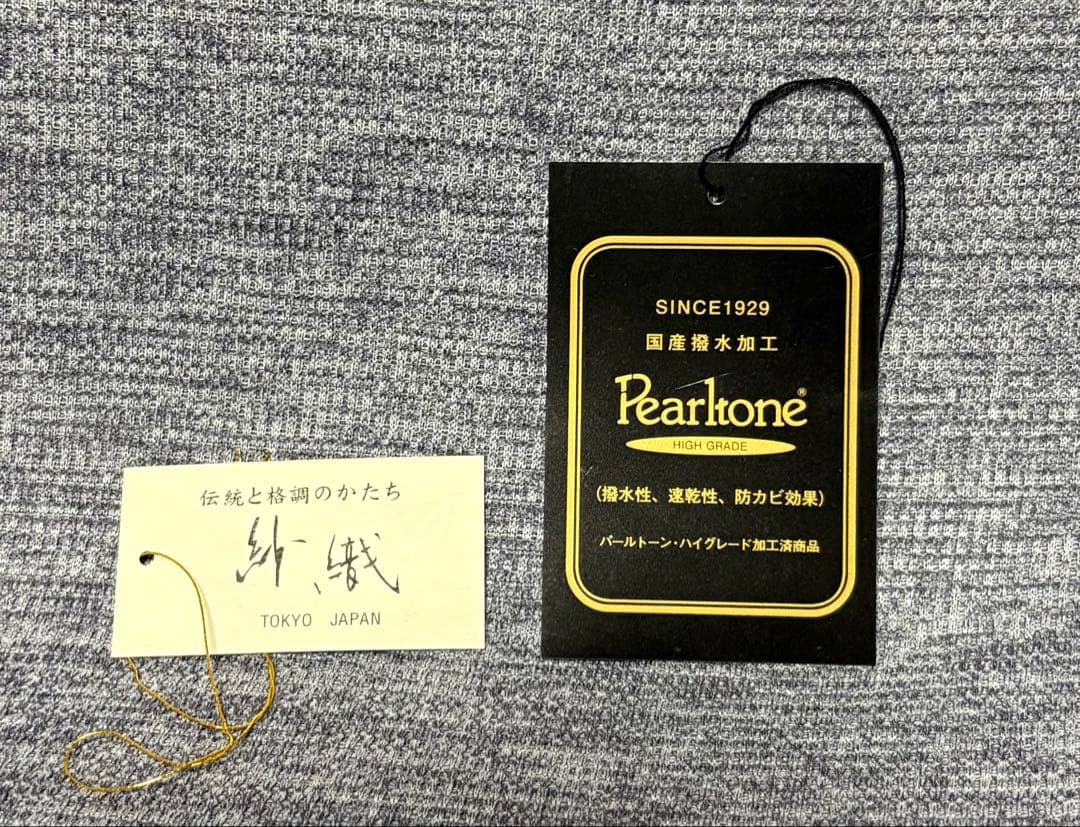 伝統と格調のかたち
紗織
TOKYO JAPAN
SINCE1929
国産撥水加工
Pearltone®
HIGH GRADE
(撥水性、速乾性、防カビ効果)
パールトーン・ハイグレード加工済商品